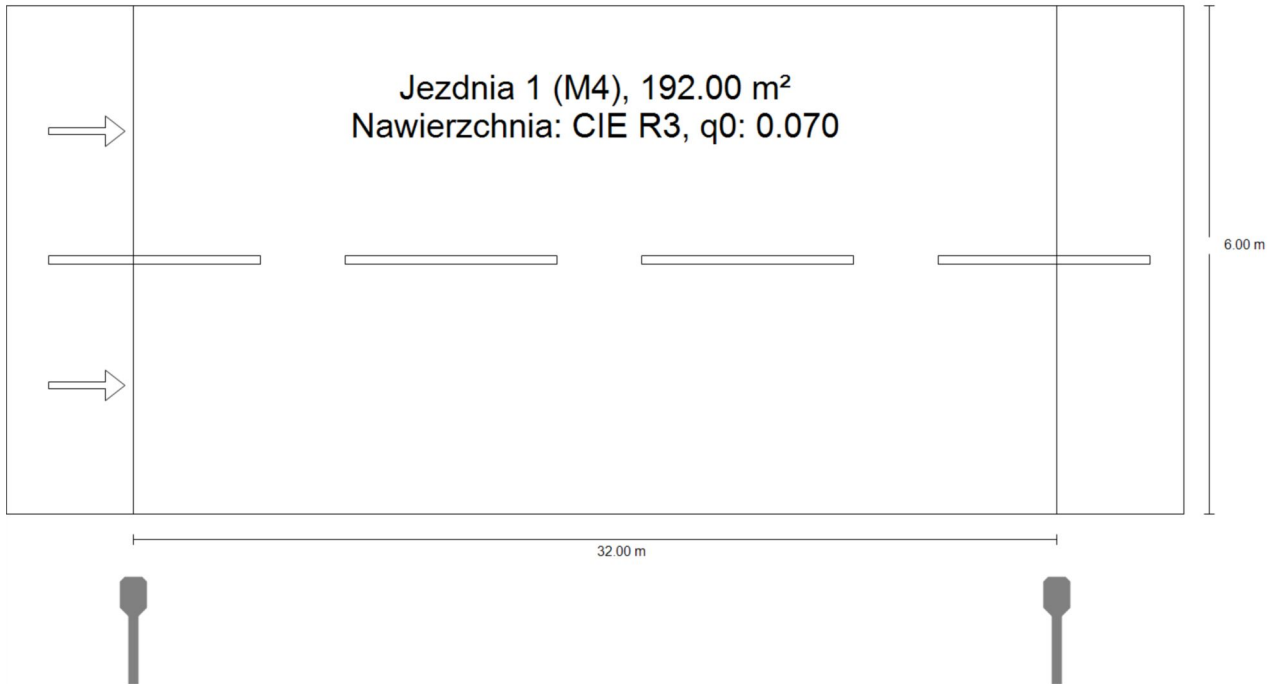 Jezdnia 1 (M4), 192.00 m²
Nawierzchnia: CIE R3, q0: 0.070
6.00 m
32.00 m